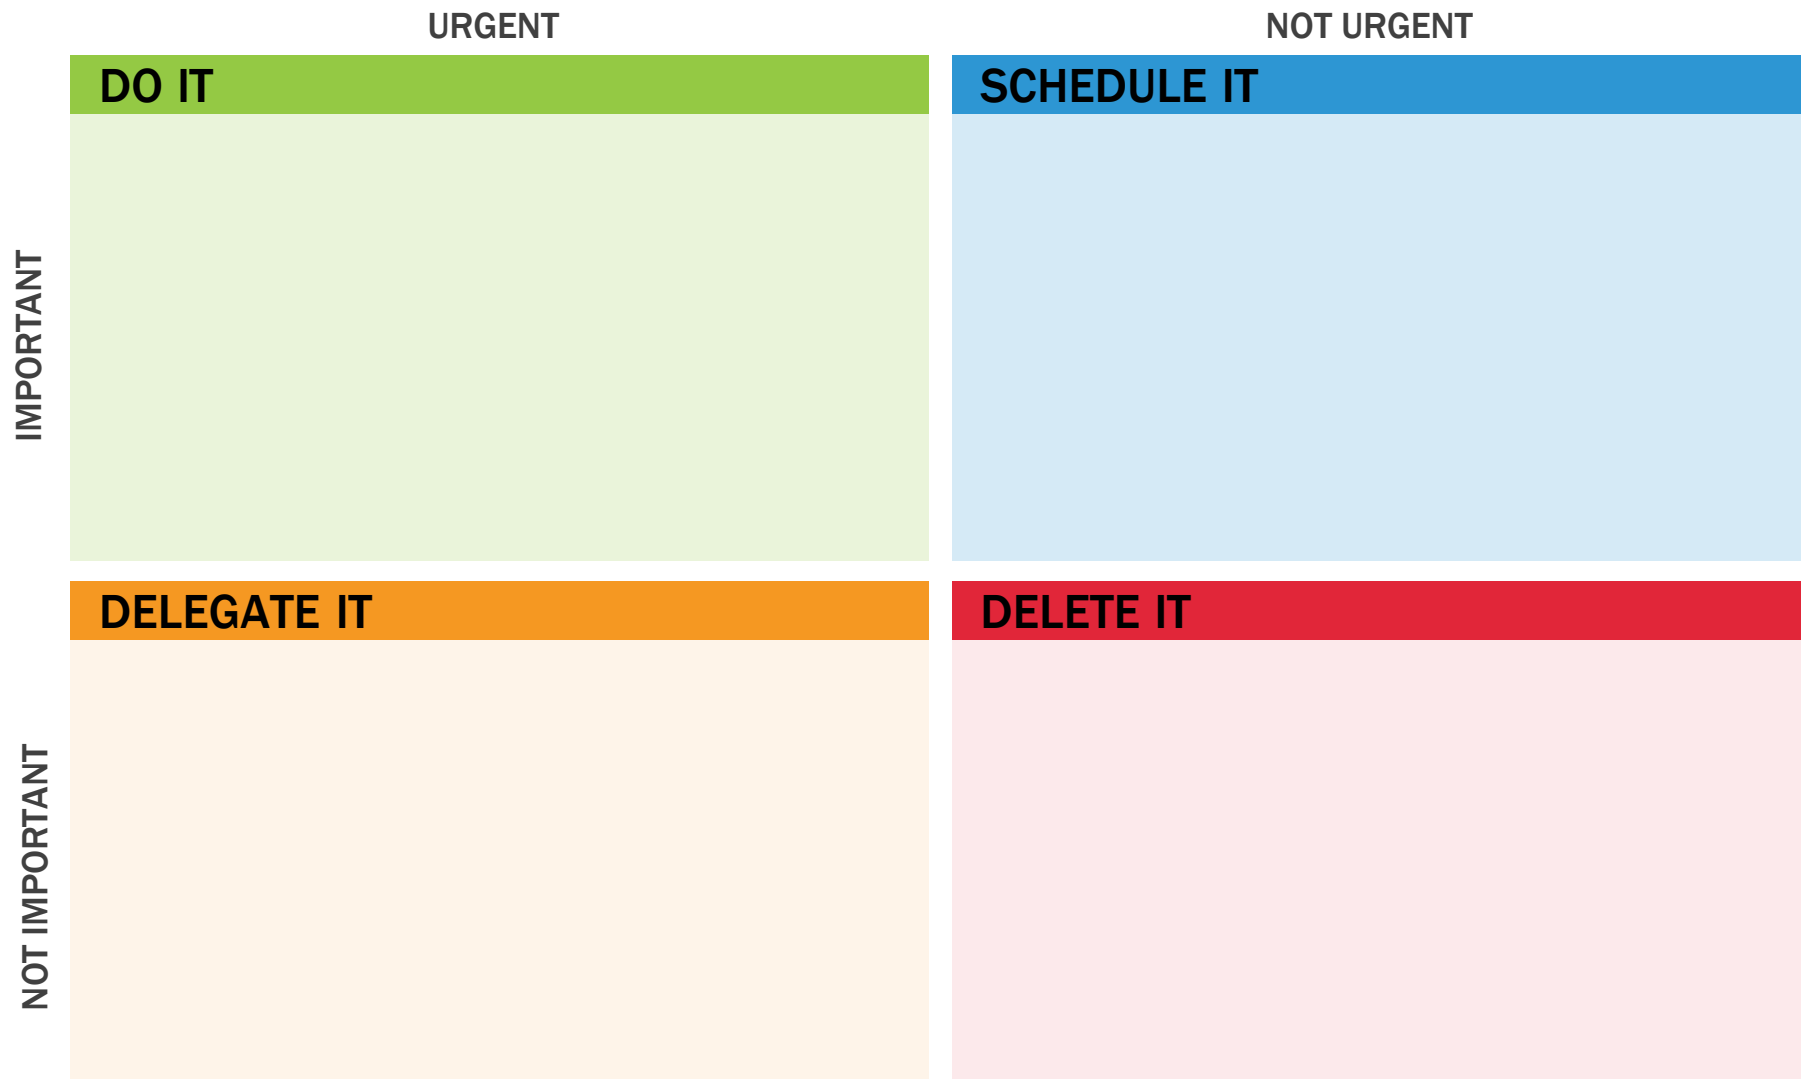 URGENT
NOT URGENT
DO IT
SCHEDULE IT
IMPORTANT
DELEGATE IT
DELETE IT
NOT IMPORTANT